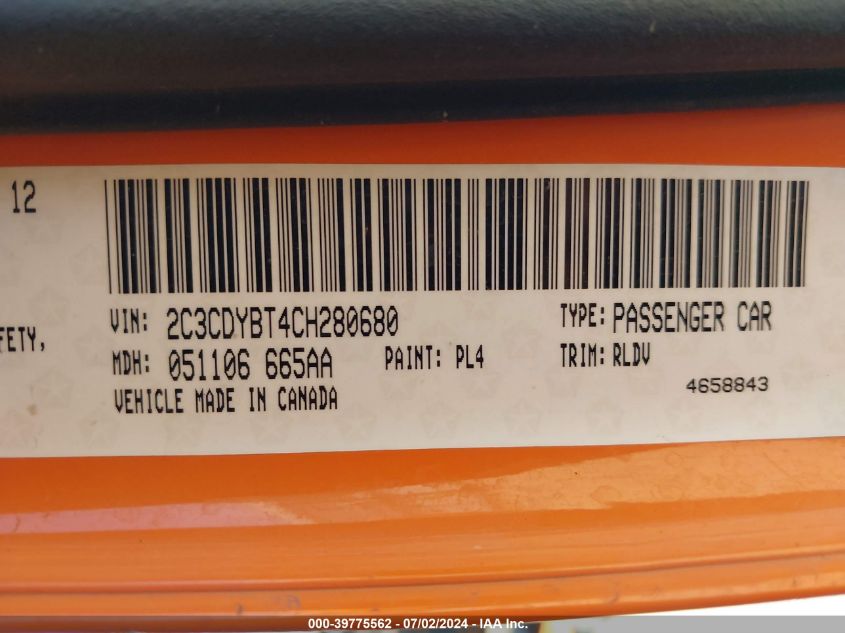 12
FETY,
VIN: 2C3CDYBT4CH280680 TYPE: PASSENGER CAR
MDH: 051106 665AA PAINT: PL4 TRIM: RLDV
VEHICLE MADE IN CANADA 4658843
000-39775562 - 07/02/2024 - IAA Inc.